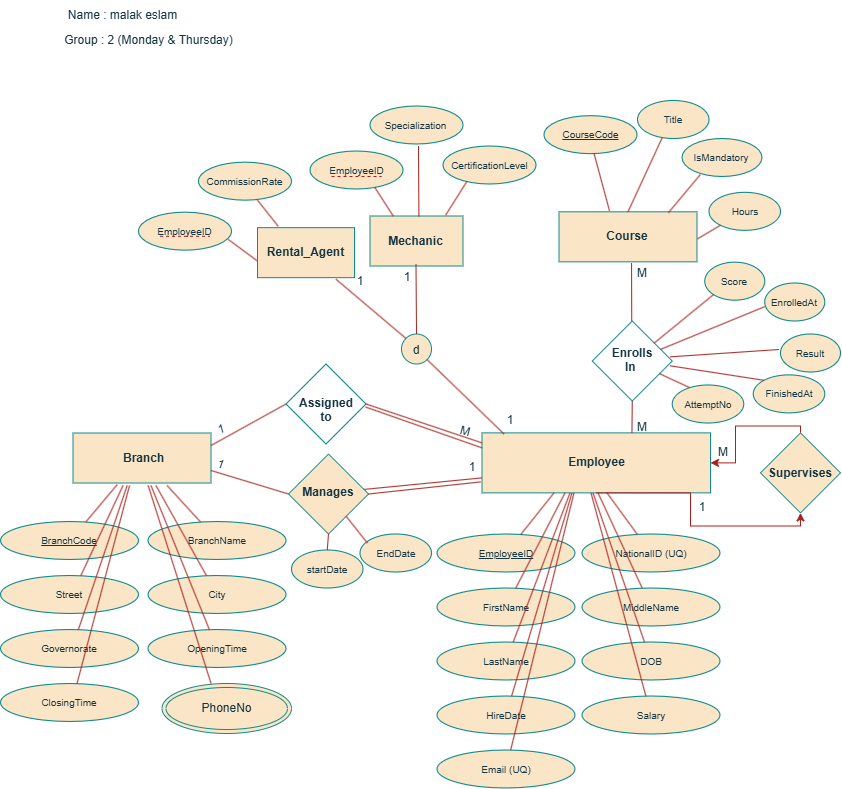 Name : malak eslam
Group : 2 (Monday & Thursday)
Specialization
Title
CourseCode
IsMandatory
EmployeeID
CertificationLevel
CommissionRate
Hours
EmployeeID
Rental_Agent
Mechanic
Course
1
1
M
Score
EnrolledAt
d
Enrolls
In
Result
FinishedAt
AttemptNo
Assigned
to
1
M
1
M
Branch
1
Employee
1
M
Supervises
Manages
1
BranchCode
BranchName
startDate
EndDate
EmployeeID
NationalID (UQ)
Street
City
FirstName
MiddleName
Governorate
OpeningTime
LastName
DOB
ClosingTime
PhoneNo
HireDate
Salary
Email (UQ)